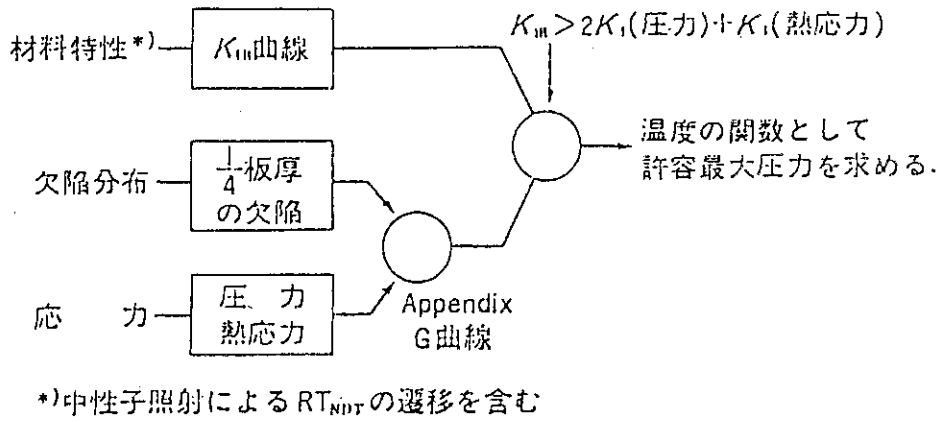 K_IR>2K_I(圧力)+K_I(熱応力)
材料特性*)
K_IR曲線
温度の関数として
許容最大圧力を求める.
欠陥分布
1/4板厚
の欠陥
応 力
圧 力
熱応力
Appendix
G曲線
*)中性子照射によるRT_NDTの遷移を含む